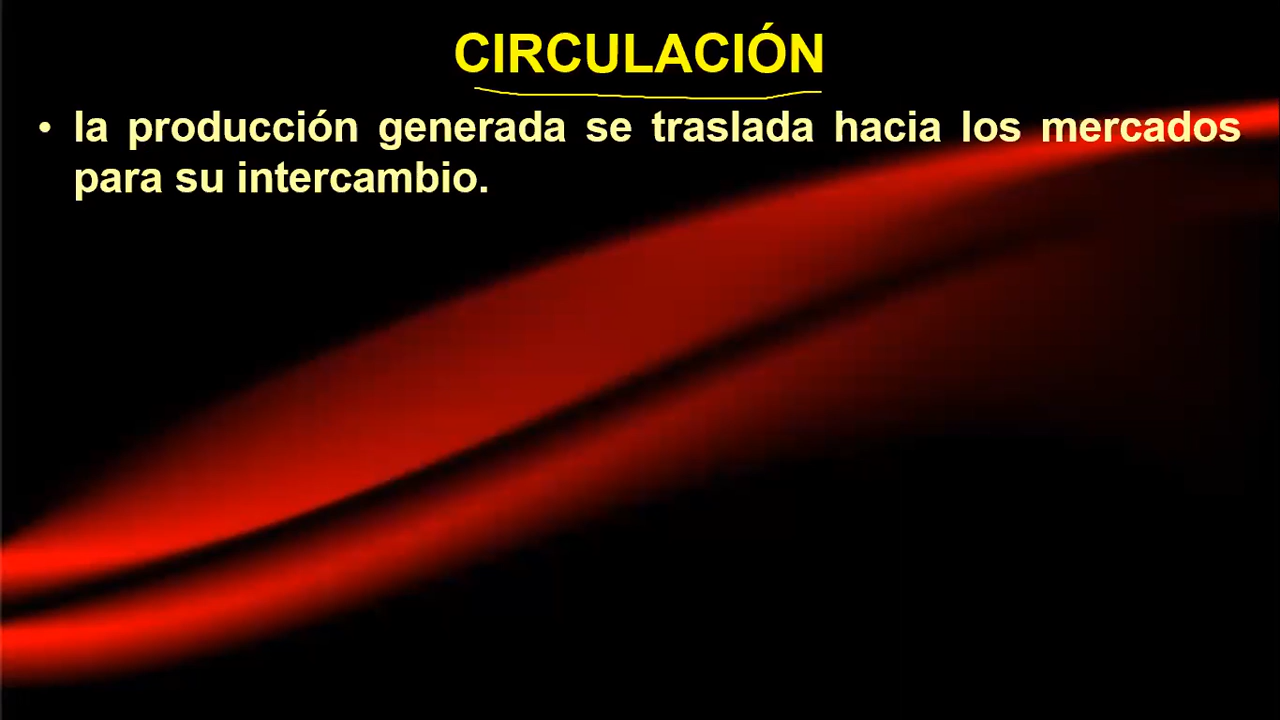 CIRCULACIÓN
• la producción generada se traslada hacia los mercados
para su intercambio.